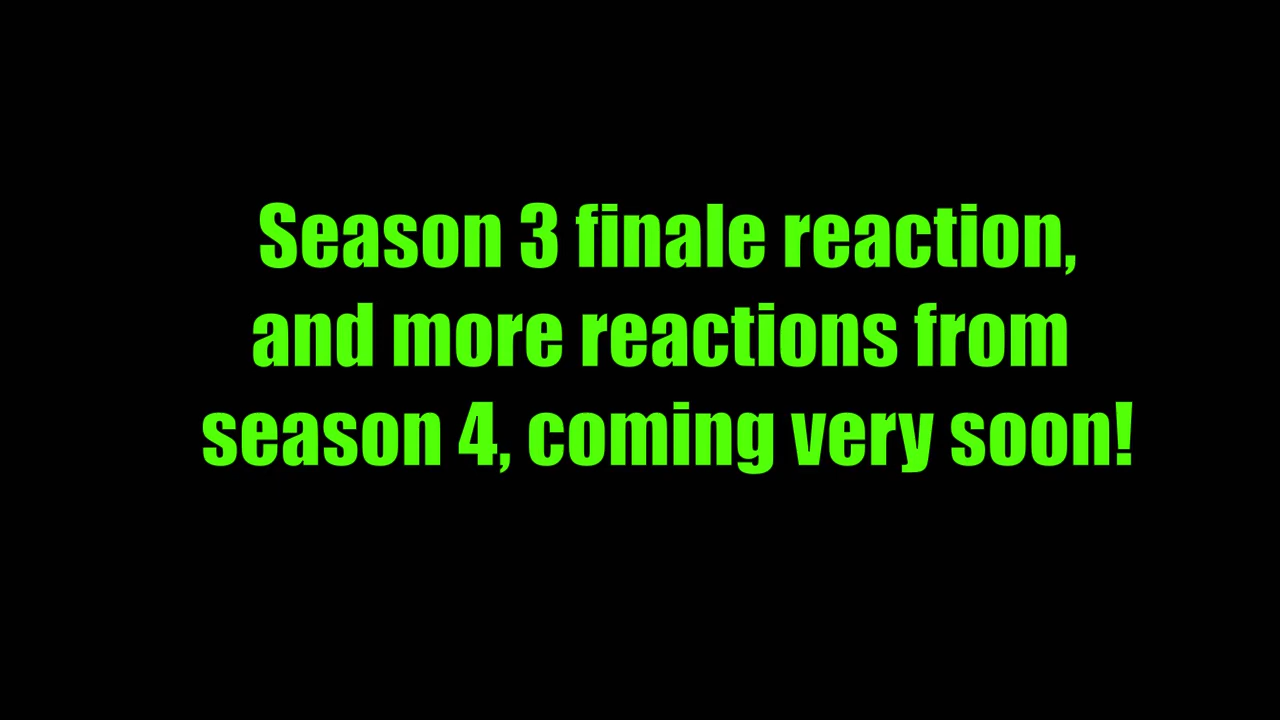 Season 3 finale reaction,
and more reactions from
season 4, coming very soon!